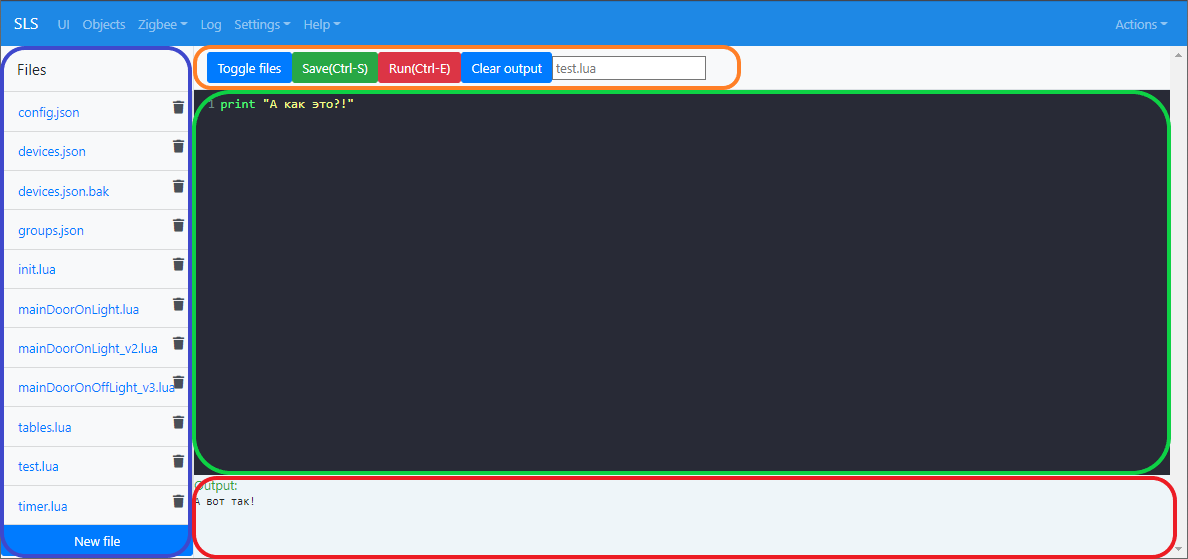 SLS UI Objects Zigbee Log Settings Help Actions
Files
config.json
devices.json
devices.json.bak
groups.json
init.lua
mainDoorOnLight.lua
mainDoorOnLight_v2.lua
mainDoorOnOffLight_v3.lua
tables.lua
test.lua
timer.lua
New file
Toggle files Save(Ctrl-S) Run(Ctrl-E) Clear output test.lua
1 print "А как это?!"
Output:
А вот так!